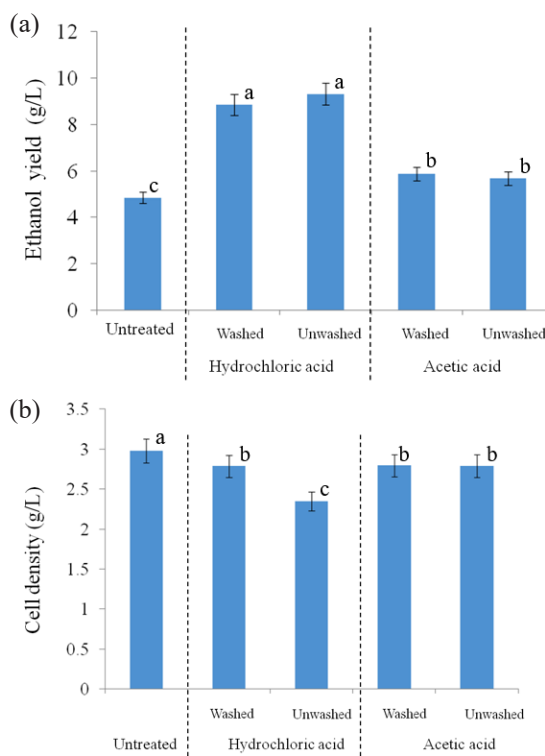 (a)
Ethanol yield (g/L)
12
10
8
6
4
2
0
c
a
a
b
b
Untreated
Washed
Unwashed
Washed
Unwashed
Hydrochloric acid
Acetic acid
(b)
Cell density (g/L)
3.5
3
2.5
2
1.5
1
0.5
0
a
b
c
b
b
Washed
Unwashed
Washed
Unwashed
Untreated
Hydrochloric acid
Acetic acid